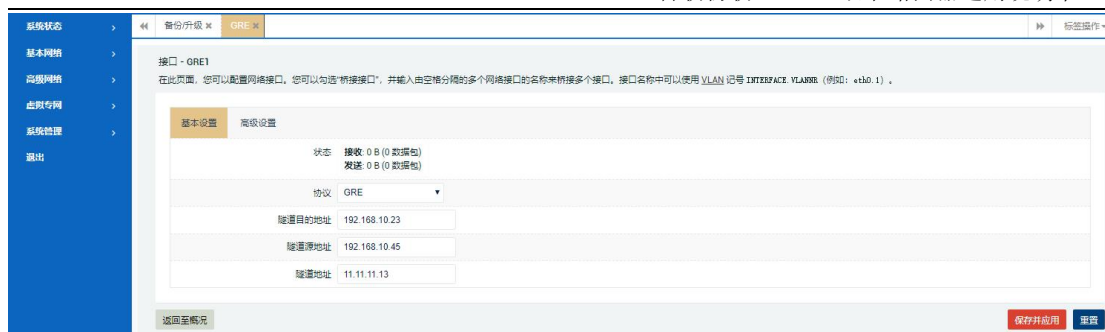 系统状态
基本网络
高级网络
虚拟专网
系统管理
退出
备份/升级 ×
GRE ×
标签操作
接口 - GRE1
在此页面，您可以配置网络接口。您可以勾选"桥接接口"，并输入由空格分隔的多个网络接口的名称来桥接多个接口。接口名称中可以使用 VLAN 记号 INTERFACE.VLANNR（例如：eth0.1）。
基本设置 高级设置
状态 接收: 0 B (0 数据包)
发送: 0 B (0 数据包)
协议 GRE
隧道目的地址 192.168.10.23
隧道源地址 192.168.10.45
隧道地址 11.11.11.13
返回至概况 保存并应用 重置